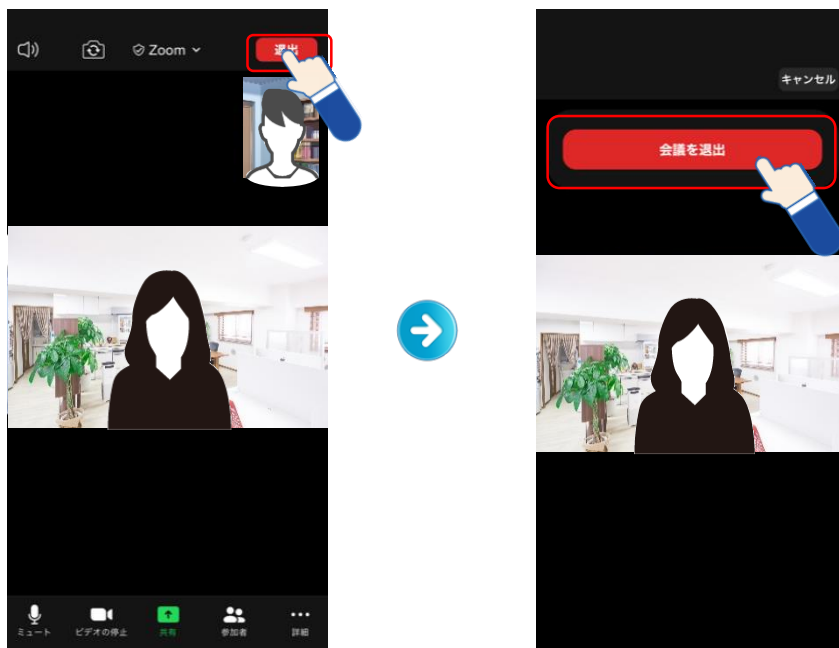 Zoom
退出
ミュート
ビデオの停止
共有
参加者
詳細
キャンセル
会議を退出